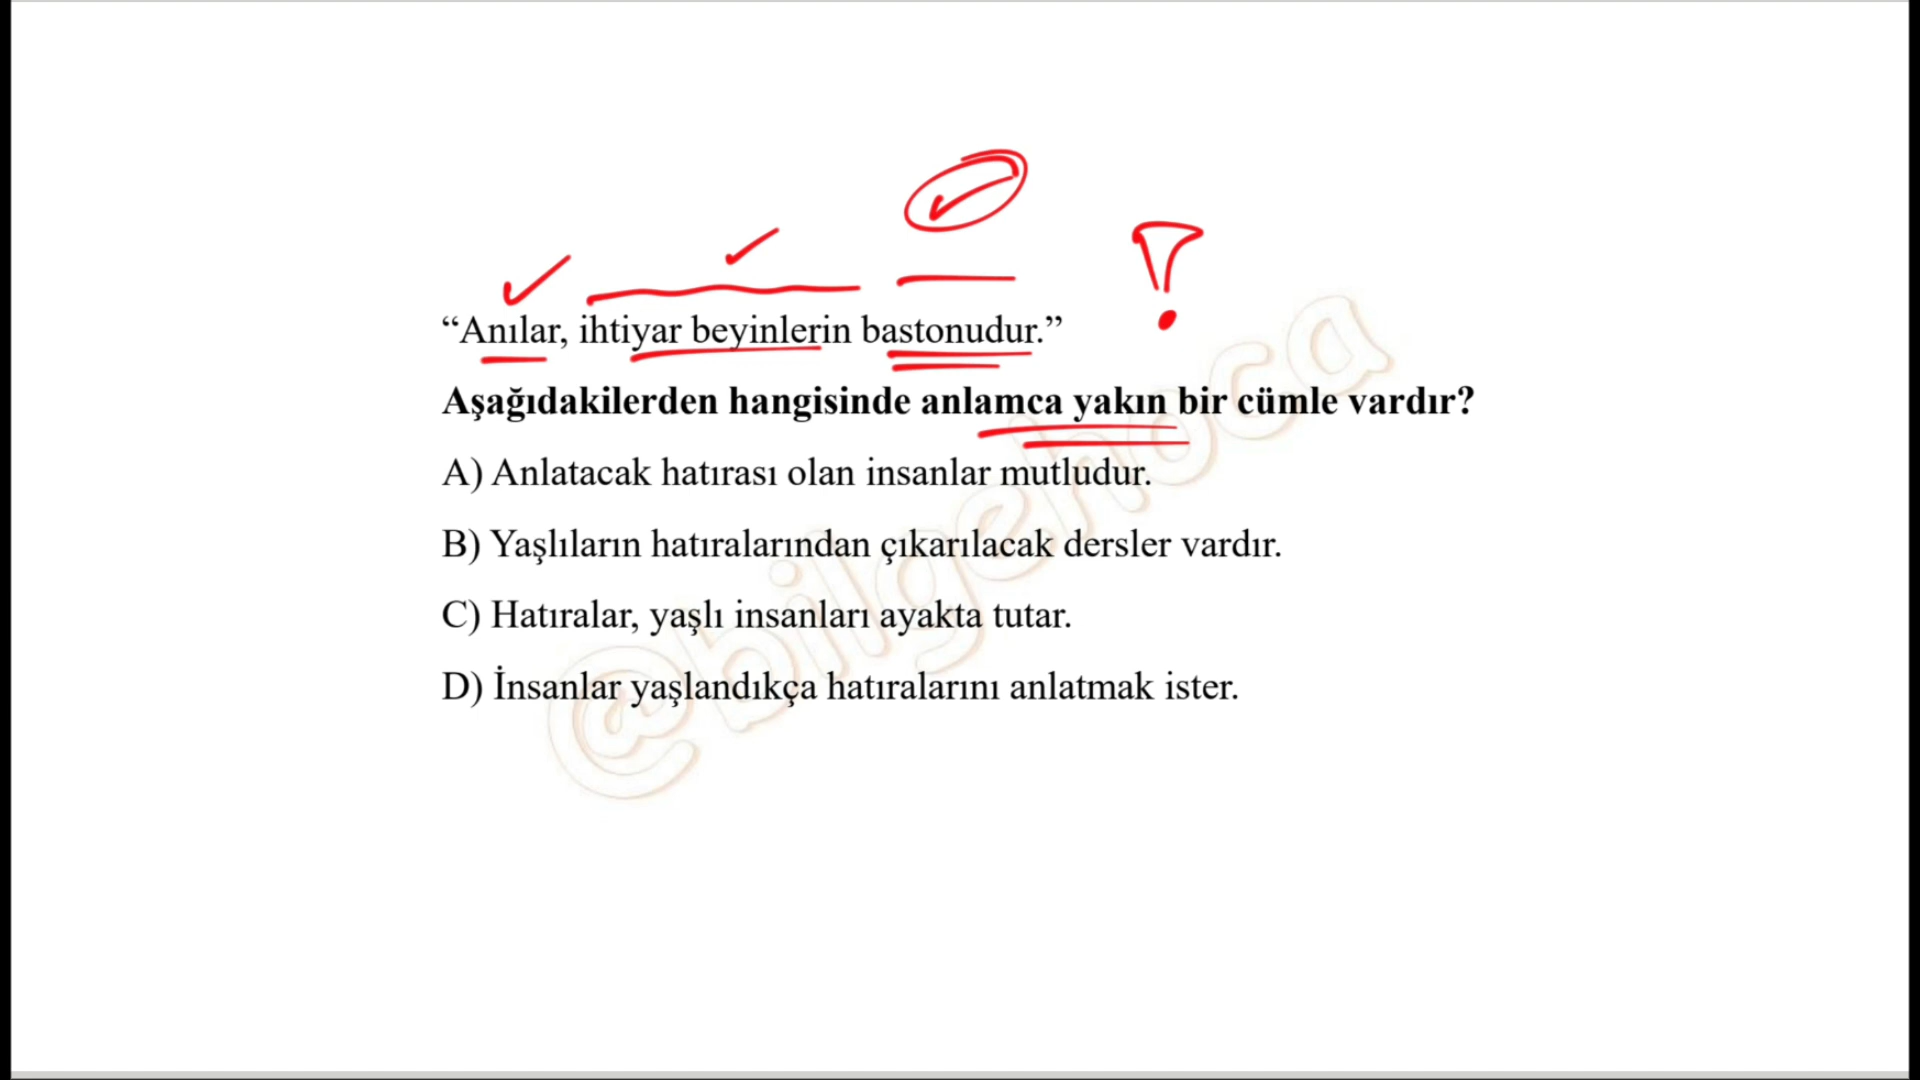 “Anılar, ihtiyar beyinlerin bastonudur.”
Aşağıdakilerden hangisinde anlamca yakın bir cümle vardır?
A) Anlatacak hatırası olan insanlar mutludur.
B) Yaşlıların hatıralarından çıkarılacak dersler vardır.
C) Hatıralar, yaşlı insanları ayakta tutar.
D) İnsanlar yaşlandıkça hatıralarını anlatmak ister.
@bilgehoca